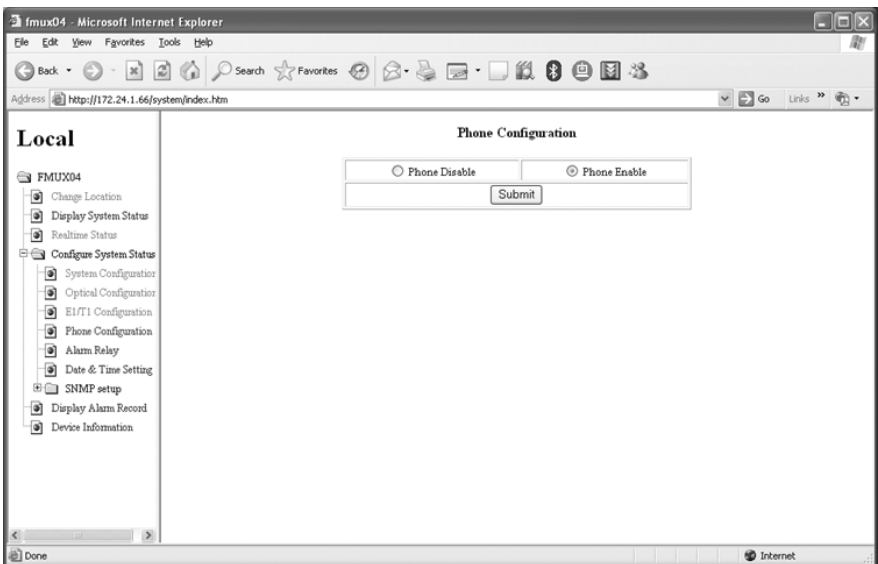 fmux04 - Microsoft Internet Explorer
File Edit View Favorites Tools Help
Back Search Favorites
Address http://172.24.1.66/system/index.htm Go Links »
Local
FMUX04
Change Location
Display System Status
Realtime Status
Configure System Status
System Configuration
Optical Configuration
E1/T1 Configuration
Phone Configuration
Alarm Relay
Date & Time Setting
SNMP setup
Display Alarm Record
Device Information
Phone Configuration
Phone Disable Phone Enable
Submit
Done Internet